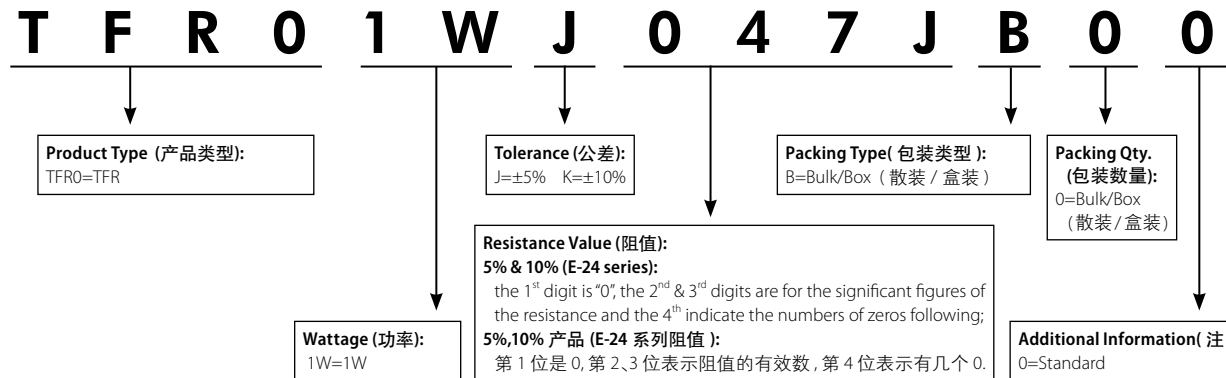 T F R 0 1 W J 0 4 7 J B 0 0
Product Type (产品类型):
TFR0=TFR
Tolerance (公差):
J=±5% K=±10%
Packing Type( 包装类型 ):
B=Bulk/Box ( 散装 / 盒装 )
Packing Qty.
(包装数量):
0=Bulk/Box
(散装/盒装)
Resistance Value (阻值):
5% & 10% (E-24 series):
the 1st digit is "0", the 2nd & 3rd digits are for the significant figures of
the resistance and the 4th indicate the numbers of zeros following;
5%,10% 产品 (E-24 系列阻值 ):
第 1 位是 0, 第 2、3 位表示阻值的有效数 , 第 4 位表示有几个 0.
Wattage (功率):
1W=1W
Additional Information( 注
0=Standard